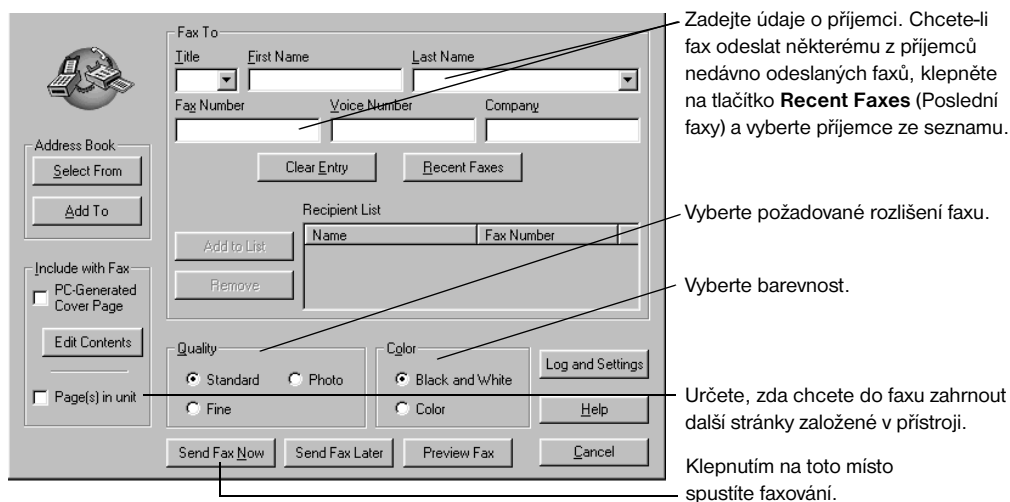 Fax To
Title First Name Last Name
Fax Number Voice Number Company
Clear Entry Recent Faxes
Address Book
Select From
Add To
Recipient List
Name Fax Number
Add to List
Remove
Include with Fax
PC-Generated
Cover Page
Edit Contents
Page(s) in unit
Quality
Standard Photo
Fine
Color
Black and White
Color
Log and Settings
Help
Send Fax Now Send Fax Later Preview Fax Cancel
Zadejte údaje o příjemci. Chcete-li
fax odeslat některému z příjemců
nedávno odeslaných faxů, klepněte
na tlačítko Recent Faxes (Poslední
faxy) a vyberte příjemce ze seznamu.
Vyberte požadované rozlišení faxu.
Vyberte barevnost.
Určete, zda chcete do faxu zahrnout
další stránky založené v přístroji.
Klepnutím na toto místo
spustíte faxování.